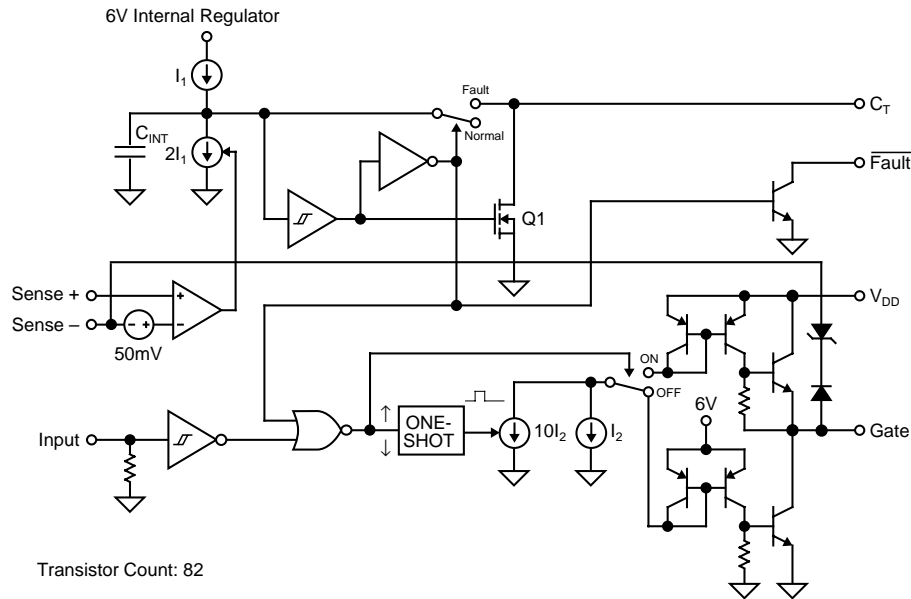 6V Internal Regulator
I1
Fault
CT
Normal
CINT
2I1
Fault
Q1
Sense +
VDD
Sense –
50mV
ON
OFF
6V
Input
↑
↓
ONE-
SHOT
10I2
I2
Gate
Transistor Count: 82